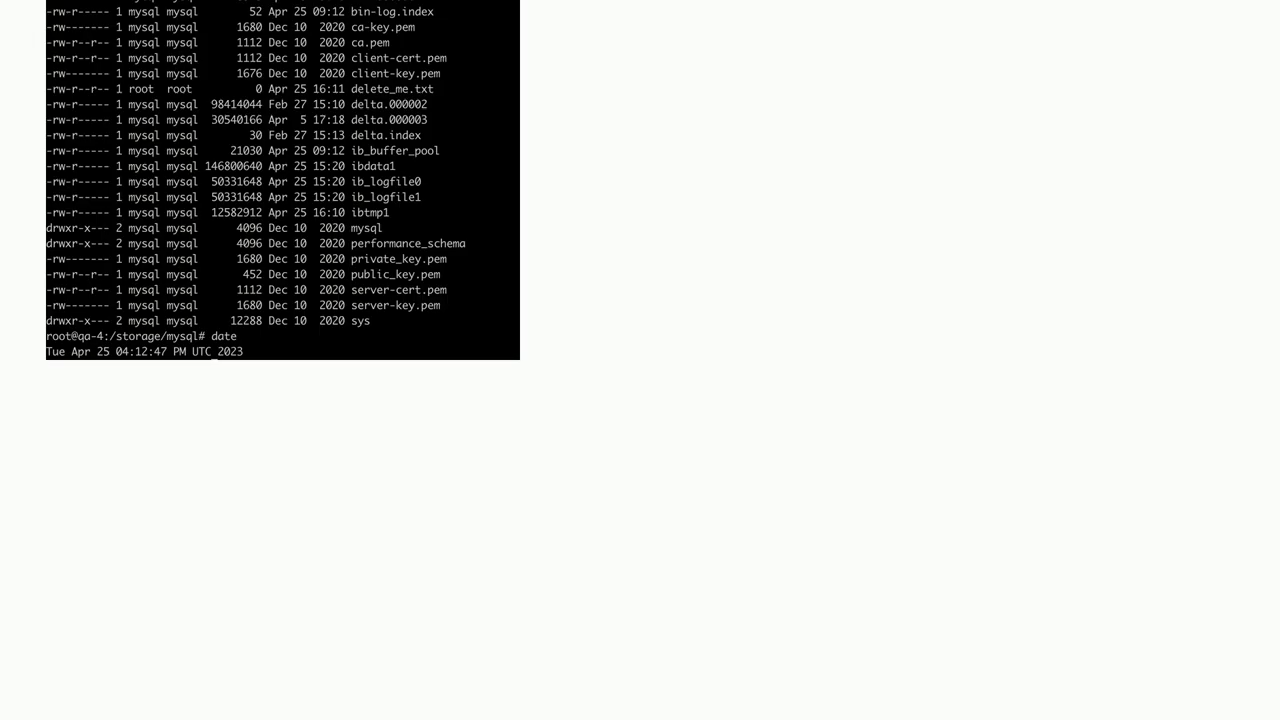 -rw-r----- 1 mysql mysql        52 Apr 25 09:12 bin-log.index
-rw------- 1 mysql mysql      1680 Dec 10  2020 ca-key.pem
-rw-r--r-- 1 mysql mysql      1112 Dec 10  2020 ca.pem
-rw-r--r-- 1 mysql mysql      1112 Dec 10  2020 client-cert.pem
-rw------- 1 mysql mysql      1676 Dec 10  2020 client-key.pem
-rw-r--r-- 1 root  root          0 Apr 25 16:11 delete_me.txt
-rw-r----- 1 mysql mysql  98414044 Feb 27 15:10 delta.000002
-rw-r----- 1 mysql mysql  30540166 Apr  5 17:18 delta.000003
-rw-r----- 1 mysql mysql        30 Feb 27 15:13 delta.index
-rw-r----- 1 mysql mysql     21030 Apr 25 09:12 ib_buffer_pool
-rw-r----- 1 mysql mysql 146800640 Apr 25 15:20 ibdata1
-rw-r----- 1 mysql mysql  50331648 Apr 25 15:20 ib_logfile0
-rw-r----- 1 mysql mysql  50331648 Apr 25 15:20 ib_logfile1
-rw-r----- 1 mysql mysql  12582912 Apr 25 16:10 ibtmp1
drwxr-x--- 2 mysql mysql      4096 Dec 10  2020 mysql
drwxr-x--- 2 mysql mysql      4096 Dec 10  2020 performance_schema
-rw------- 1 mysql mysql      1680 Dec 10  2020 private_key.pem
-rw-r--r-- 1 mysql mysql       452 Dec 10  2020 public_key.pem
-rw-r--r-- 1 mysql mysql      1112 Dec 10  2020 server-cert.pem
-rw------- 1 mysql mysql      1680 Dec 10  2020 server-key.pem
drwxr-x--- 2 mysql mysql     12288 Dec 10  2020 sys
root@qa-4:/storage/mysql# date
Tue Apr 25 04:12:47 PM UTC 2023